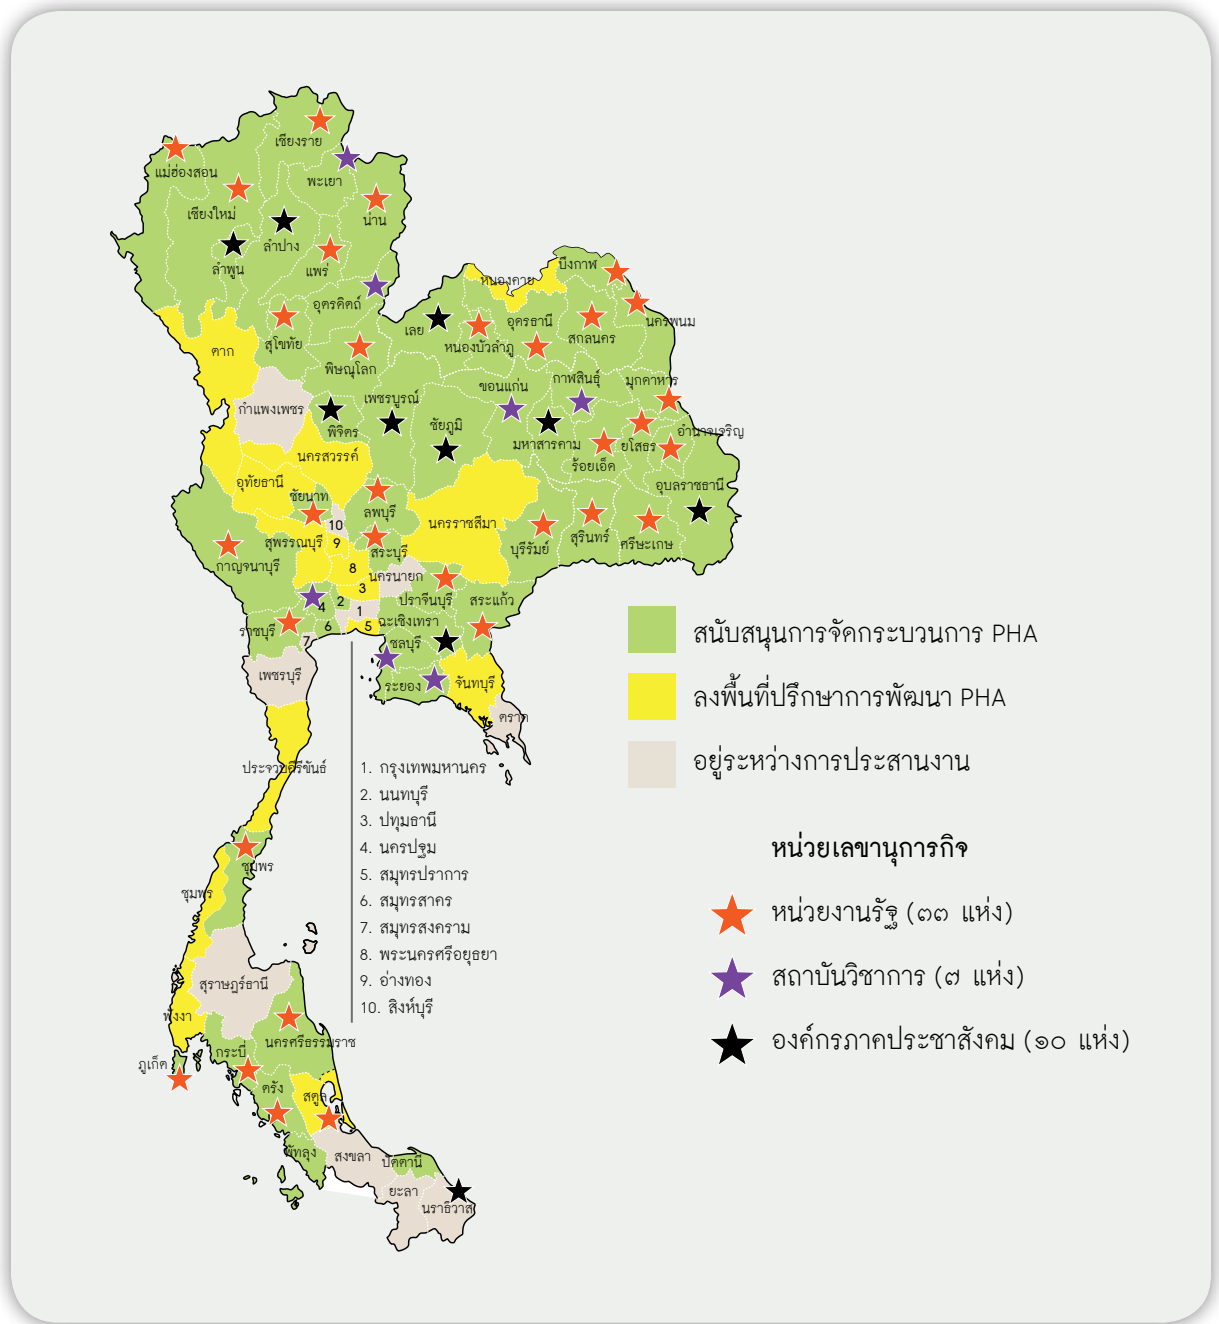 เชียงราย
แม่ฮ่องสอน
พะเยา
เชียงใหม่
น่าน
ลำปาง
ลำพูน
แพร่
บึงกาฬ
หนองคาย
อุตรดิตถ์
เลย
อุดรธานี
นครพนม
สุโขทัย
หนองบัวลำภู
สกลนคร
ตาก
พิษณุโลก
ขอนแก่น
กาฬสินธุ์
มุกดาหาร
กำแพงเพชร
เพชรบูรณ์
พิจิตร
ชัยภูมิ
มหาสารคาม
ยโสธร
อำนาจเจริญ
นครสวรรค์
ร้อยเอ็ด
อุทัยธานี
ชัยนาท
อุบลราชธานี
ลพบุรี
10
นครราชสีมา
สุพรรณบุรี
9
สระบุรี
บุรีรัมย์
สุรินทร์
ศรีษะเกษ
กาญจนบุรี
8
นครนายก
3
ปราจีนบุรี
สระแก้ว
4
2
1
ราชบุรี
6
5
ฉะเชิงเทรา
7
ชลบุรี
เพชรบุรี
ระยอง
จันทบุรี
ตราด
ประจวบคีรีขันธ์
1. กรุงเทพมหานคร
2. นนทบุรี
3. ปทุมธานี
4. นครปฐม
5. สมุทรปราการ
6. สมุทรสาคร
7. สมุทรสงคราม
8. พระนครศรีอยุธยา
9. อ่างทอง
10. สิงห์บุรี
ชุมพร
ชุมพร
สุราษฎร์ธานี
พังงา
นครศรีธรรมราช
กระบี่
ภูเก็ต
ตรัง
สตูล
พัทลุง
สงขลา
ปัตตานี
ยะลา
นราธิวาส
สนับสนุนการจัดกระบวนการ PHA
ลงพื้นที่ปรึกษาการพัฒนา PHA
อยู่ระหว่างการประสานงาน
หน่วยเลขานุการกิจ
หน่วยงานรัฐ (๓๓ แห่ง)
สถาบันวิชาการ (๗ แห่ง)
องค์กรภาคประชาสังคม (๑๐ แห่ง)